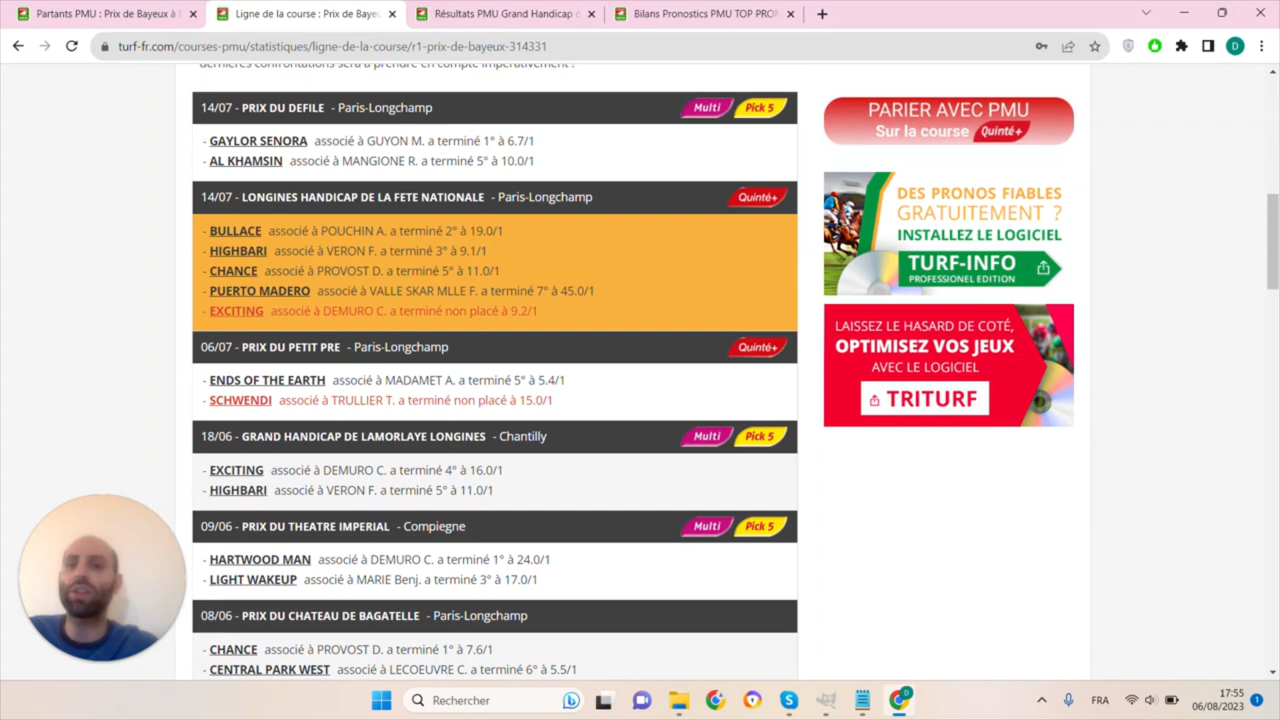 Partants PMU : Prix de Bayeux à D
Ligne de la course : Prix de Baye
Résultats PMU Grand Handicap d
Bilans Pronostics PMU TOP PRON
turf-fr.com/courses-pmu/statistiques/ligne-de-la-course/r1-prix-de-bayeux-314331
D
dernières confrontations sera à prendre en compte impérativement !
14/07 - PRIX DU DEFILE - Paris-Longchamp Multi Pick 5
- GAYLOR SENORA associé à GUYON M. a terminé 1° à 6.7/1
- AL KHAMSIN associé à MANGIONE R. a terminé 5° à 10.0/1
14/07 - LONGINES HANDICAP DE LA FETE NATIONALE - Paris-Longchamp Quinté+
- BULLACE associé à POUCHIN A. a terminé 2° à 19.0/1
- HIGHBARI associé à VERON F. a terminé 3° à 9.1/1
- CHANCE associé à PROVOST D. a terminé 5° à 11.0/1
- PUERTO MADERO associé à VALLE SKAR MLLE F. a terminé 7° à 45.0/1
- EXCITING associé à DEMURO C. a terminé non placé à 9.2/1
06/07 - PRIX DU PETIT PRE - Paris-Longchamp Quinté+
- ENDS OF THE EARTH associé à MADAMET A. a terminé 5° à 5.4/1
- SCHWENDI associé à TRULLIER T. a terminé non placé à 15.0/1
18/06 - GRAND HANDICAP DE LAMORLAYE LONGINES - Chantilly Multi Pick 5
- EXCITING associé à DEMURO C. a terminé 4° à 16.0/1
- HIGHBARI associé à VERON F. a terminé 5° à 11.0/1
09/06 - PRIX DU THEATRE IMPERIAL - Compiegne Multi Pick 5
- HARTWOOD MAN associé à DEMURO C. a terminé 1° à 24.0/1
- LIGHT WAKEUP associé à MARIE Benj. a terminé 3° à 17.0/1
08/06 - PRIX DU CHATEAU DE BAGATELLE - Paris-Longchamp
- CHANCE associé à PROVOST D. a terminé 1° à 7.6/1
- CENTRAL PARK WEST associé à LECOEUVRE C. a terminé 6° à 5.5/1
PARIER AVEC PMU
Sur la course Quinté+
DES PRONOS FIABLES
GRATUITEMENT ?
INSTALLEZ LE LOGICIEL
TURF-INFO
PROFESSIONEL EDITION
LAISSEZ LE HASARD DE COTÉ,
OPTIMISEZ VOS JEUX
AVEC LE LOGICIEL
TRITURF
Rechercher
FRA
17:55
06/08/2023